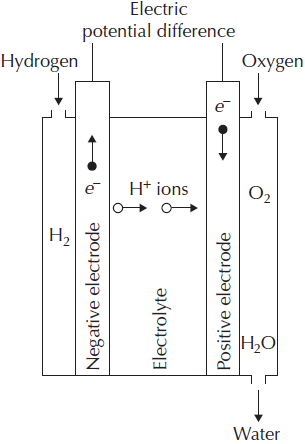 Electric
potential difference
Hydrogen
Oxygen
e⁻
e⁻
H⁺ ions
O₂
H₂
Negative electrode
Electrolyte
Positive electrode
H₂O
Water